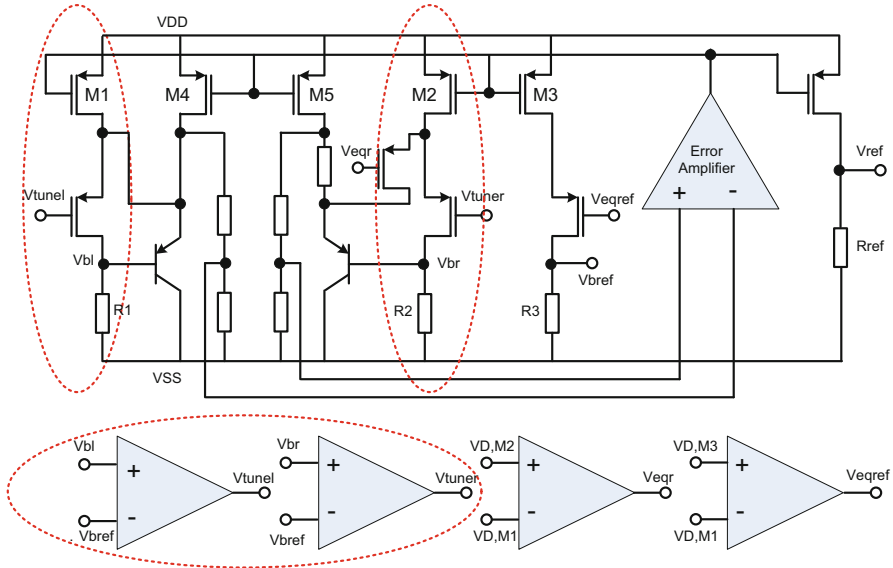 VDD
M1
M4
M5
M2
M3
Veqr
Error
Amplifier
Vref
Vtunel
Vtuner
Veqref
+
-
Rref
Vbl
Vbr
Vbref
R1
R2
R3
VSS
Vbl
+
-
Vbref
Vtunel
Vbr
+
-
Vbref
Vtuner
VD,M2
+
-
VD,M1
Veqr
VD,M3
+
-
VD,M1
Veqref